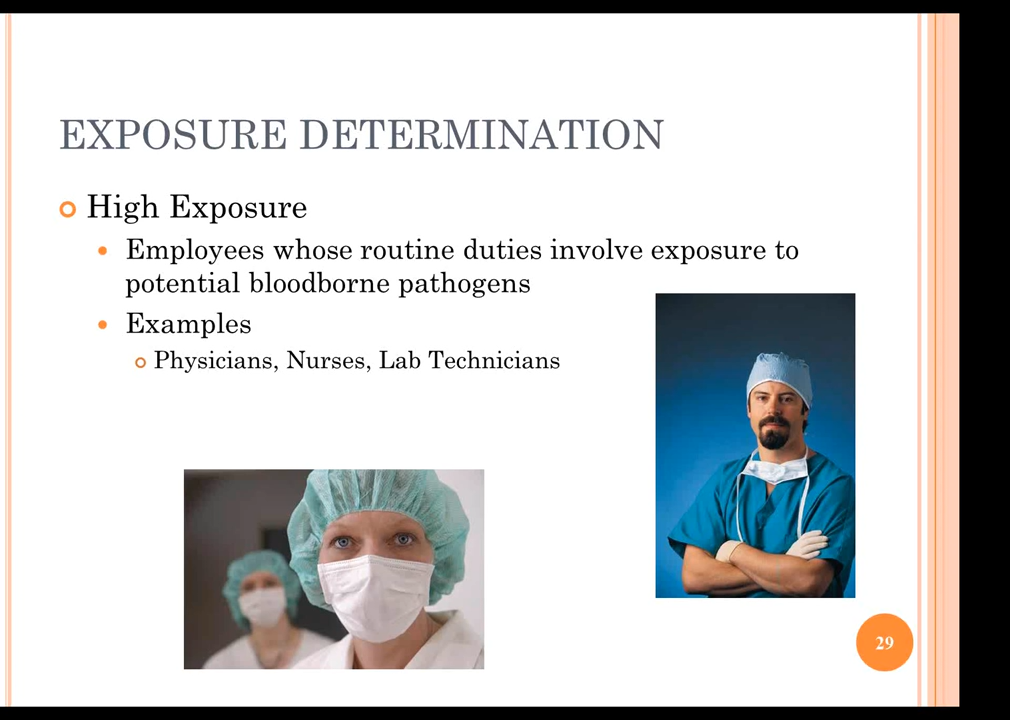 EXPOSURE DETERMINATION
High Exposure
Employees whose routine duties involve exposure to
potential bloodborne pathogens
Examples
Physicians, Nurses, Lab Technicians
29